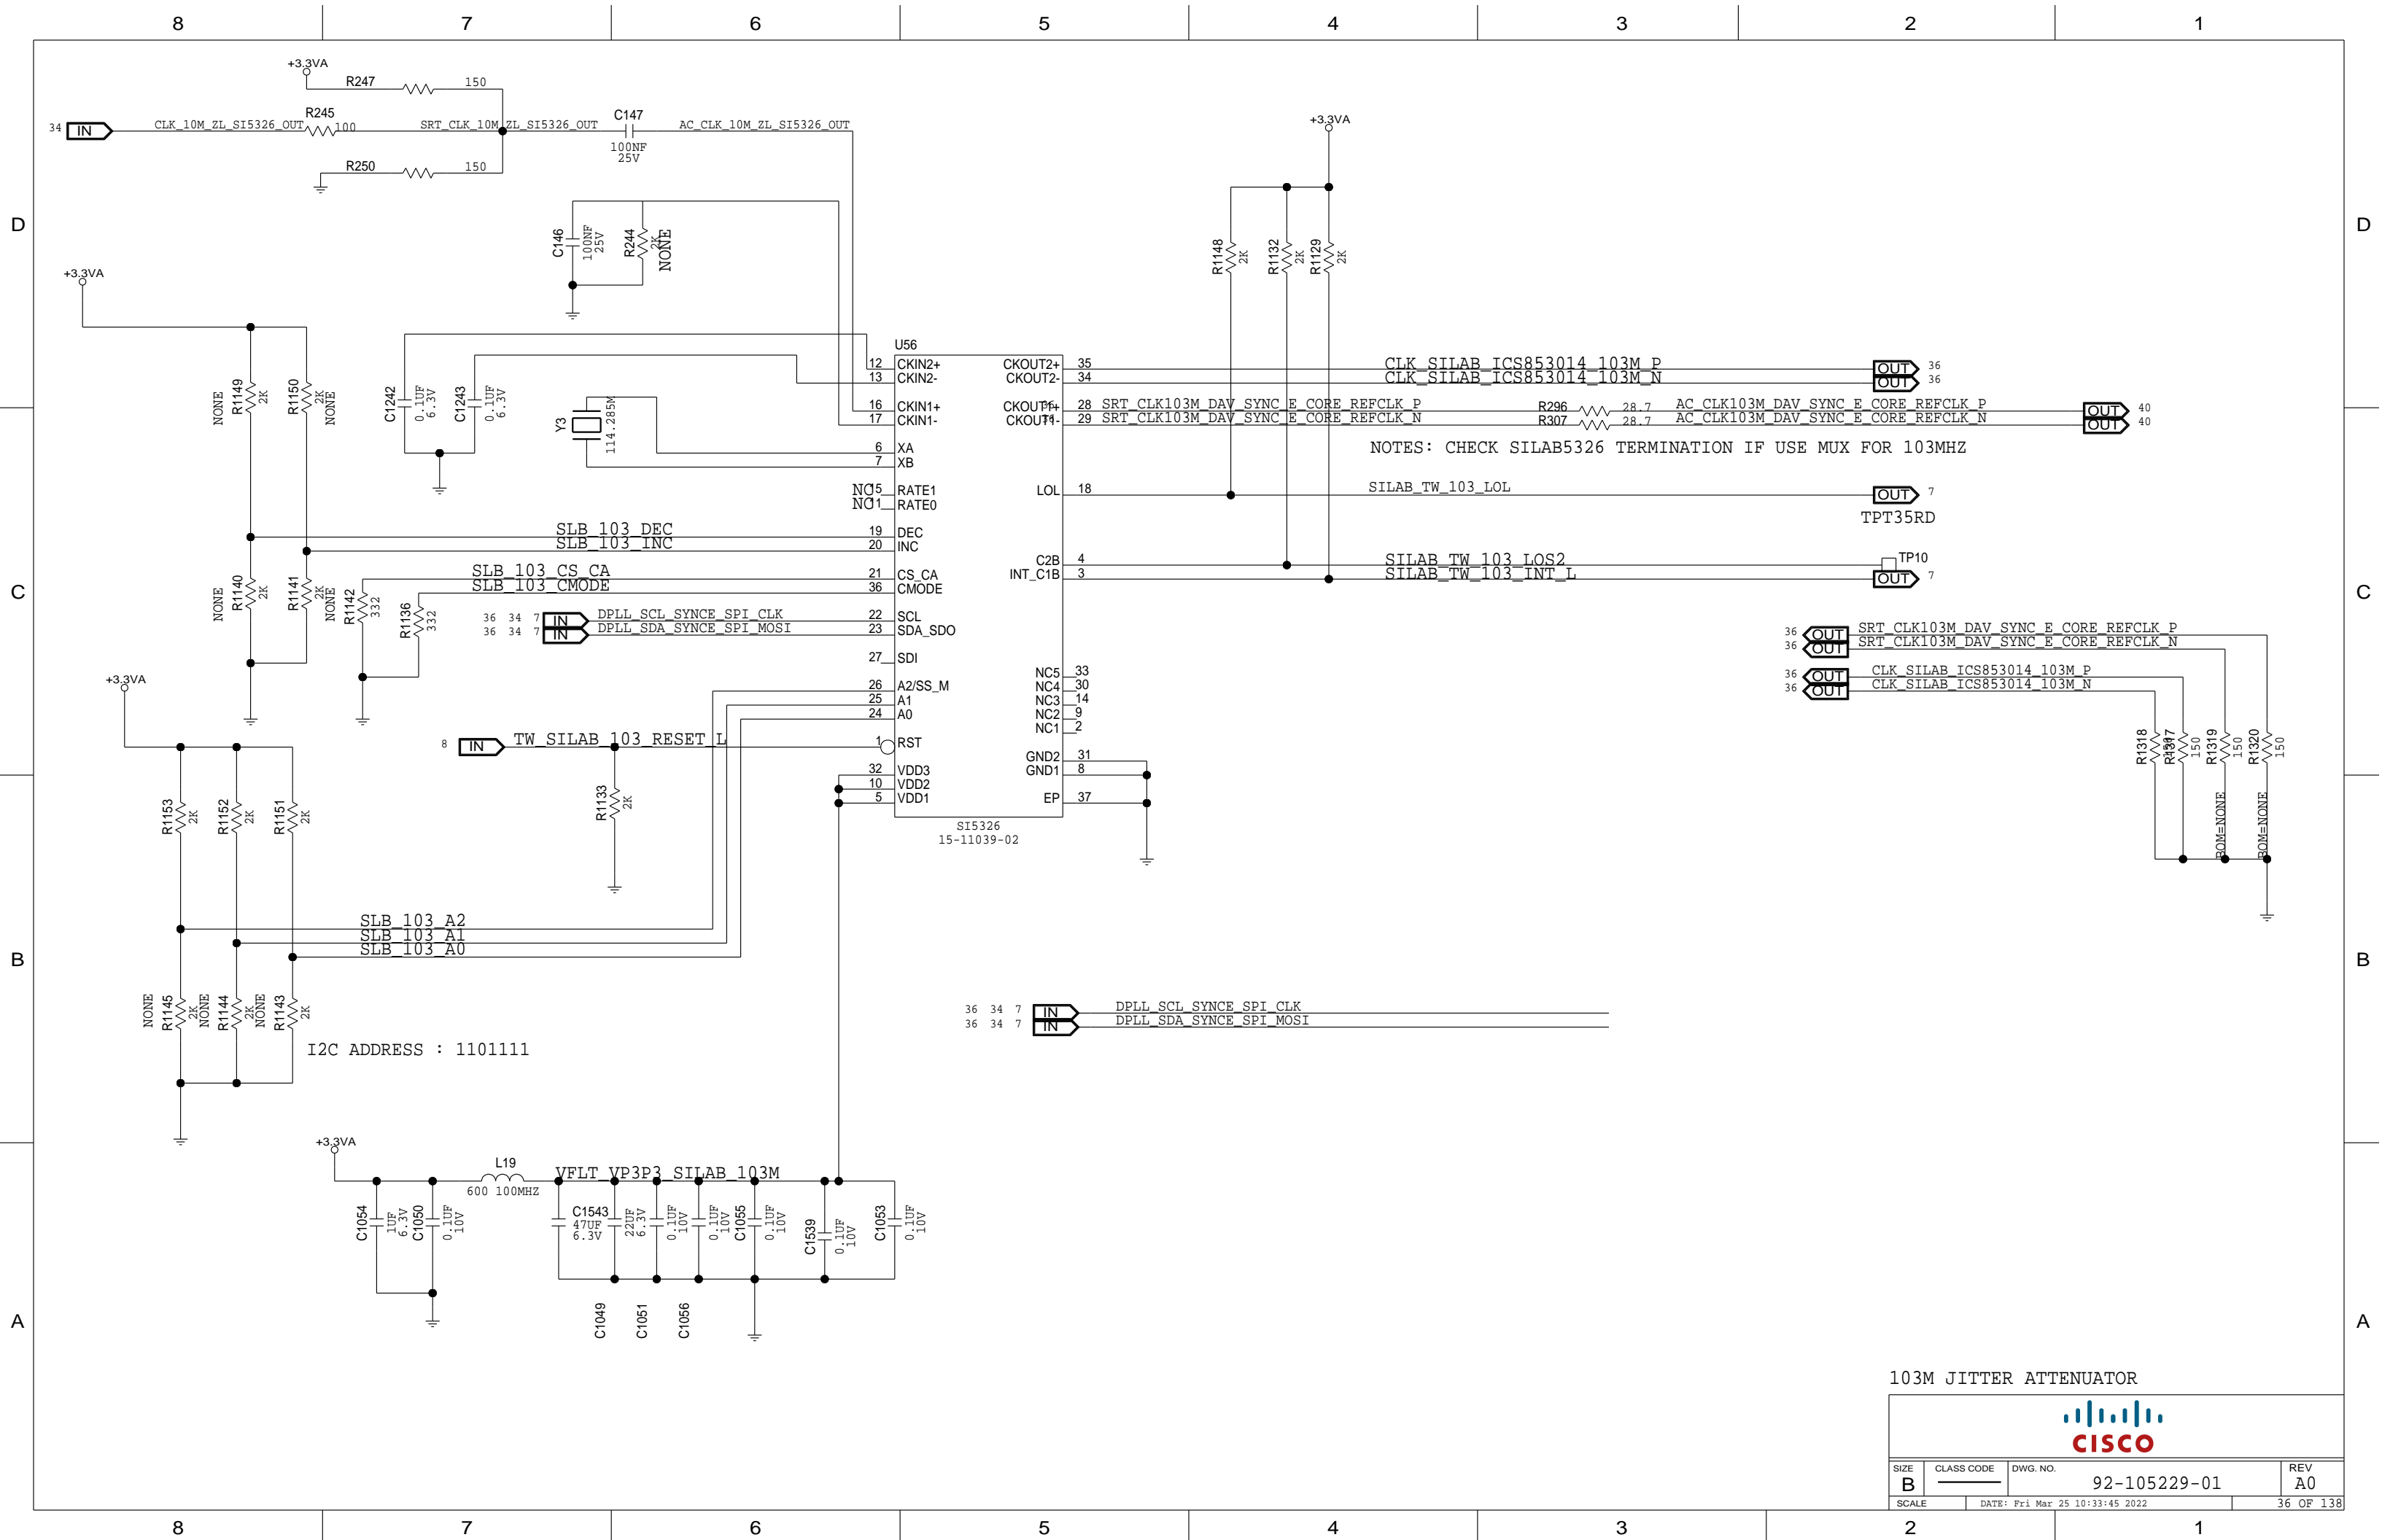 8 7 6 5 4 3 2 1
+3.3VA
R247 150
34 IN CLK_10M_ZL_SI5326_OUT R245 100 SRT_CLK_10M_ZL_SI5326_OUT C147 100NF 25V AC_CLK_10M_ZL_SI5326_OUT
R250 150
+3.3VA
D D
C146 100NF 25V
R244 2K NONE
R1148 2K
R1132 2K
R1129 2K
+3.3VA
NONE R1149 2K
R1150 2K NONE
C1242 0.1UF 6.3V
C1243 0.1UF 6.3V
Y3 114.285M
U56
12 CKIN2+
13 CKIN2-
16 CKIN1+
17 CKIN1-
6 XA
7 XB
NC 15 RATE1
NC 11 RATE0
SLB_103_DEC 19 DEC
SLB_103_INC 20 INC
SLB_103_CS_CA 21 CS_CA
SLB_103_CMODE 36 CMODE
36 34 7 IN DPLL_SCL_SYNCE_SPI_CLK 22 SCL
36 34 7 IN DPLL_SDA_SYNCE_SPI_MOSI 23 SDA_SDO
27 SDI
26 A2/SS_M
25 A1
24 A0
8 IN TW_SILAB_103_RESET_L 1 RST
32 VDD3
10 VDD2
5 VDD1
SI5326
15-11039-02
CKOUT2+ 35 CLK_SILAB_ICS853014_103M_P OUT 36
CKOUT2- 34 CLK_SILAB_ICS853014_103M_N OUT 36
CKOUT1+ 36 28 SRT_CLK103M_DAV_SYNC_E_CORE_REFCLK_P R296 28.7 AC_CLK103M_DAV_SYNC_E_CORE_REFCLK_P OUT 40
CKOUT1- 36 29 SRT_CLK103M_DAV_SYNC_E_CORE_REFCLK_N R307 28.7 AC_CLK103M_DAV_SYNC_E_CORE_REFCLK_N OUT 40
NOTES: CHECK SILAB5326 TERMINATION IF USE MUX FOR 103MHZ
LOL 18 SILAB_TW_103_LOL OUT 7
TPT35RD
C2B 4 SILAB_TW_103_LOS2 TP10
INT_C1B 3 SILAB_TW_103_INT_L OUT 7
NC5 33
NC4 30
NC3 14
NC2 9
NC1 2
GND2 31
GND1 8
EP 37
C C
NONE R1140 2K
R1141 2K NONE
R1142 332
R1136 332
36 OUT SRT_CLK103M_DAV_SYNC_E_CORE_REFCLK_P
36 OUT SRT_CLK103M_DAV_SYNC_E_CORE_REFCLK_N
36 OUT CLK_SILAB_ICS853014_103M_P
36 OUT CLK_SILAB_ICS853014_103M_N
R1318 150
R1317 150
R1319 150 BOM=NONE
R1320 150 BOM=NONE
+3.3VA
R1153 2K
R1152 2K
R1151 2K
R1133 2K
SLB_103_A2
SLB_103_A1
SLB_103_A0
B B
NONE R1145 2K
NONE R1144 2K
NONE R1143 2K
I2C ADDRESS : 1101111
36 34 7 IN DPLL_SCL_SYNCE_SPI_CLK
36 34 7 IN DPLL_SDA_SYNCE_SPI_MOSI
+3.3VA
L19
600 100MHZ
VFLT_VP3P3_SILAB_103M
C1054 1UF 6.3V
C1050 0.1UF 10V
C1543 47UF 6.3V
22UF 6.3V
0.1UF 10V
0.1UF 10V
C1055 0.1UF 10V
C1539 0.1UF 10V
C1053 0.1UF 10V
C1049 C1051 C1056
A A
103M JITTER ATTENUATOR
CISCO
SIZE B CLASS CODE DWG. NO. 92-105229-01 REV A0
SCALE DATE: Fri Mar 25 10:33:45 2022 36 OF 138
8 7 6 5 4 3 2 1